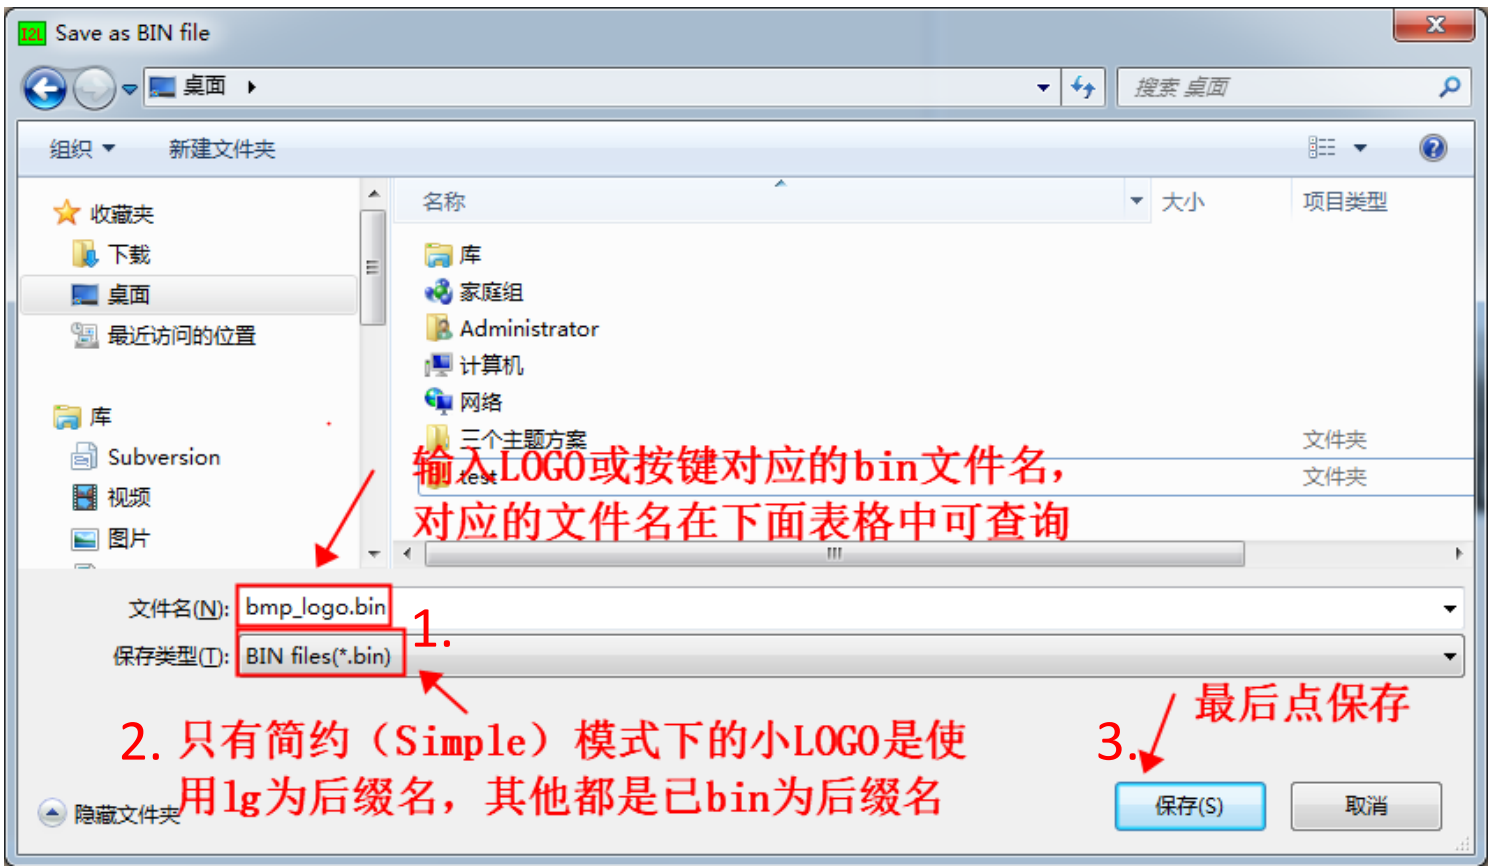 I2L Save as BIN file
桌面
搜索 桌面
组织
新建文件夹
收藏夹
下载
桌面
最近访问的位置
库
Subversion
视频
图片
名称
大小
项目类型
库
家庭组
Administrator
计算机
网络
三个主题方案
文件夹
test
文件夹
输入LOGO或按键对应的bin文件名,
对应的文件名在下面表格中可查询
文件名(N):
bmp_logo.bin
1.
保存类型(T):
BIN files(*.bin)
2. 只有简约（Simple）模式下的小LOGO是使
用lg为后缀名，其他都是已bin为后缀名
3.
最后点保存
隐藏文件夹
保存(S)
取消